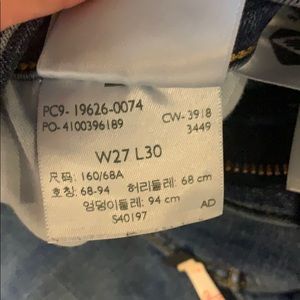 PC9- 19626-0074
PO-4100396189 CW-3918
3449
W27 L30
尺码: 160/68A
호칭: 68-94 허리둘레: 68 cm
엉덩이둘레: 94 cm
S40197 AD